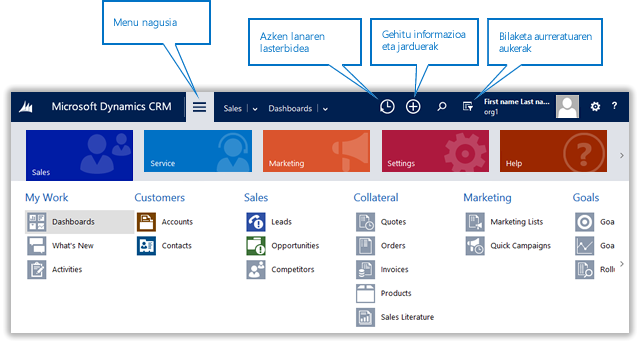 Menu nagusia
Azken lanaren
lasterbidea
Gehitu informazioa
eta jarduerak
Bilaketa aurreratuaren
aukerak
Microsoft Dynamics CRM
Sales
Dashboards
First name Last na...
org1
?
Sales
Service
Marketing
Settings
Help
My Work
Customers
Sales
Collateral
Marketing
Goals
Dashboards
Accounts
Leads
Quotes
Marketing Lists
Goa
What's New
Contacts
Opportunities
Orders
Quick Campaigns
Goa
Activities
Competitors
Invoices
Roll
Products
Sales Literature